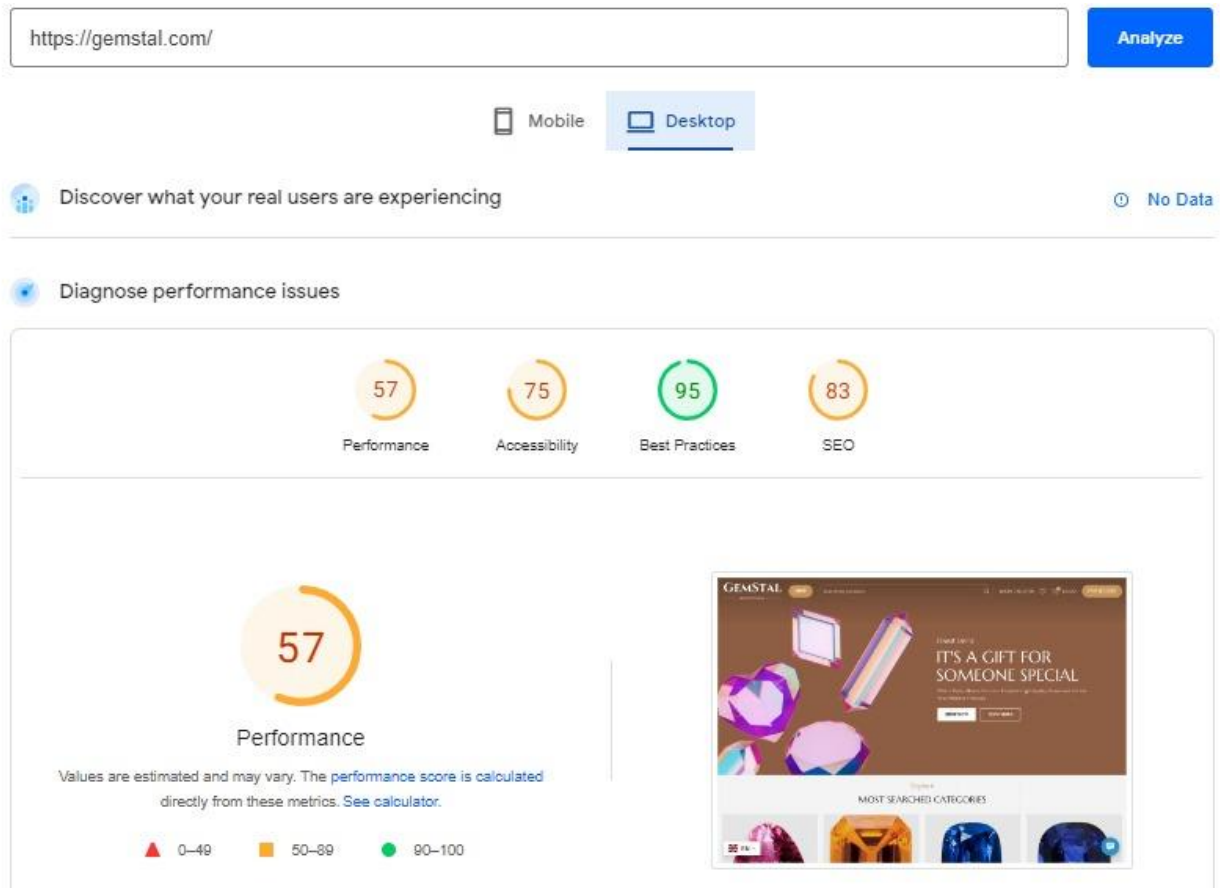 https://gemstal.com/
Analyze
Mobile
Desktop
Discover what your real users are experiencing
No Data
Diagnose performance issues
57
75
95
83
Performance
Accessibility
Best Practices
SEO
57
Performance
Values are estimated and may vary. The performance score is calculated
directly from these metrics. See calculator.
0–49
50–89
90–100
GEMSTAL
IT'S A GIFT FOR
SOMEONE SPECIAL
MOST SEARCHED CATEGORIES
EN